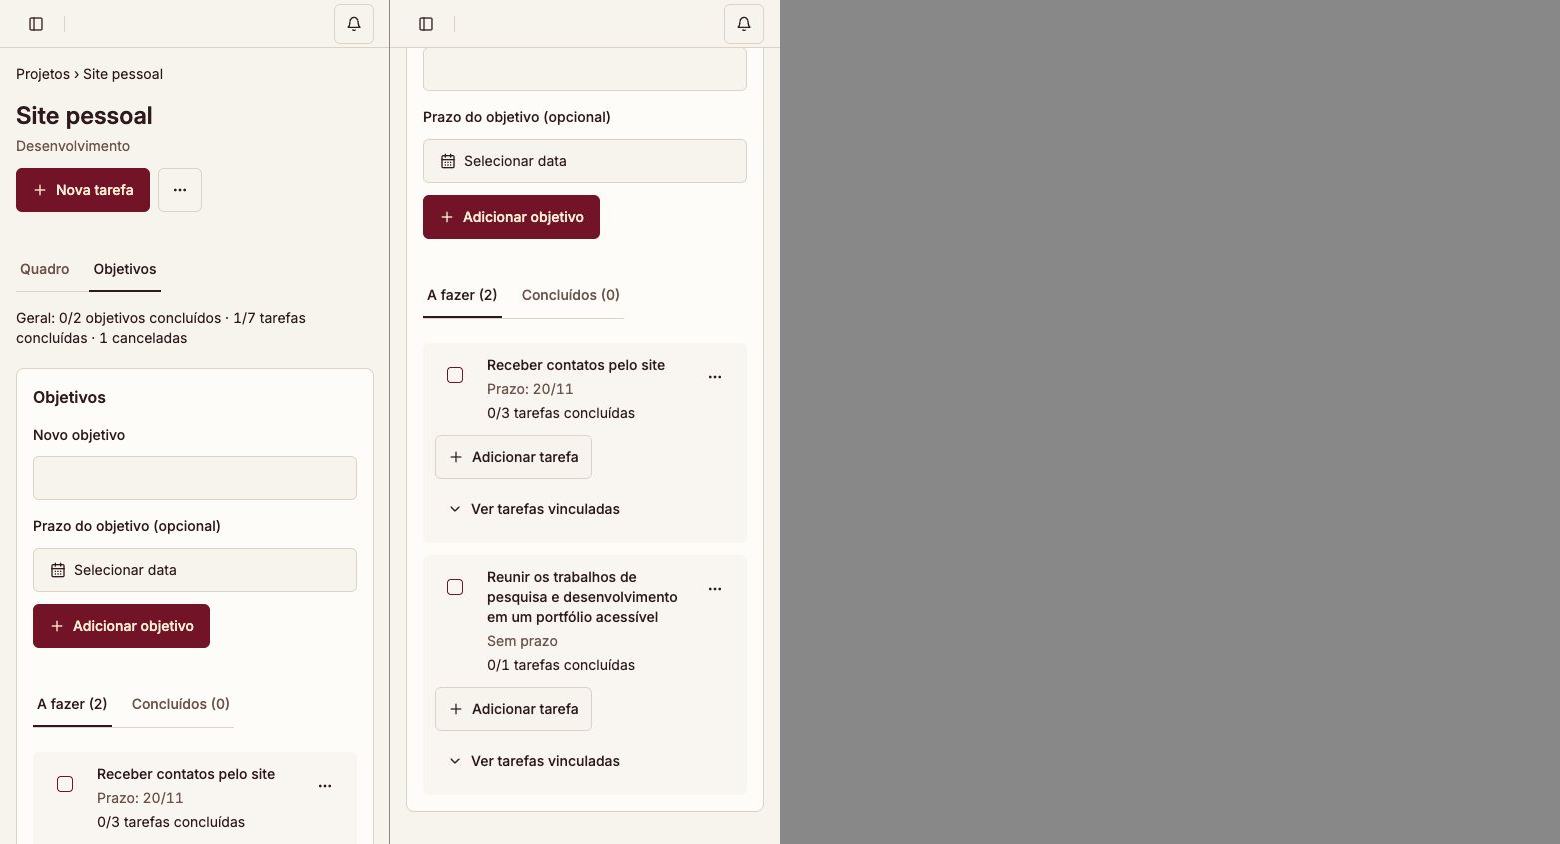 Projetos › Site pessoal
Site pessoal
Desenvolvimento
Nova tarefa
Quadro Objetivos
Geral: 0/2 objetivos concluídos · 1/7 tarefas
concluídas · 1 canceladas
Objetivos
Novo objetivo
Prazo do objetivo (opcional)
Selecionar data
Adicionar objetivo
A fazer (2) Concluídos (0)
Receber contatos pelo site
Prazo: 20/11
0/3 tarefas concluídas
Prazo do objetivo (opcional)
Selecionar data
Adicionar objetivo
A fazer (2) Concluídos (0)
Receber contatos pelo site
Prazo: 20/11
0/3 tarefas concluídas
Adicionar tarefa
Ver tarefas vinculadas
Reunir os trabalhos de
pesquisa e desenvolvimento
em um portfólio acessível
Sem prazo
0/1 tarefas concluídas
Adicionar tarefa
Ver tarefas vinculadas